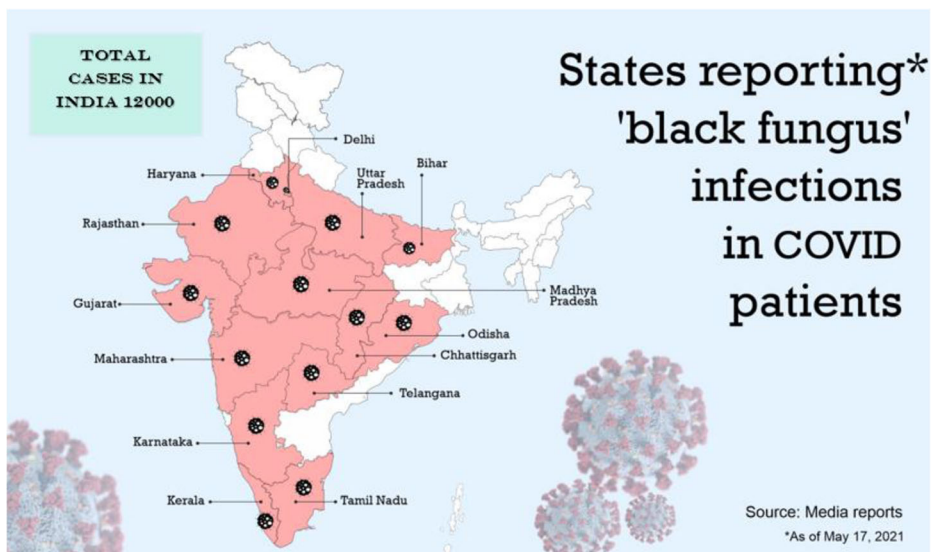 TOTAL
CASES IN
INDIA 12000
States reporting*
'black fungus'
infections
in COVID
patients
Delhi
Haryana
Uttar
Pradesh
Bihar
Rajasthan
Gujarat
Madhya
Pradesh
Odisha
Maharashtra
Chhattisgarh
Telangana
Karnataka
Kerala
Tamil Nadu
Source: Media reports
*As of May 17, 2021